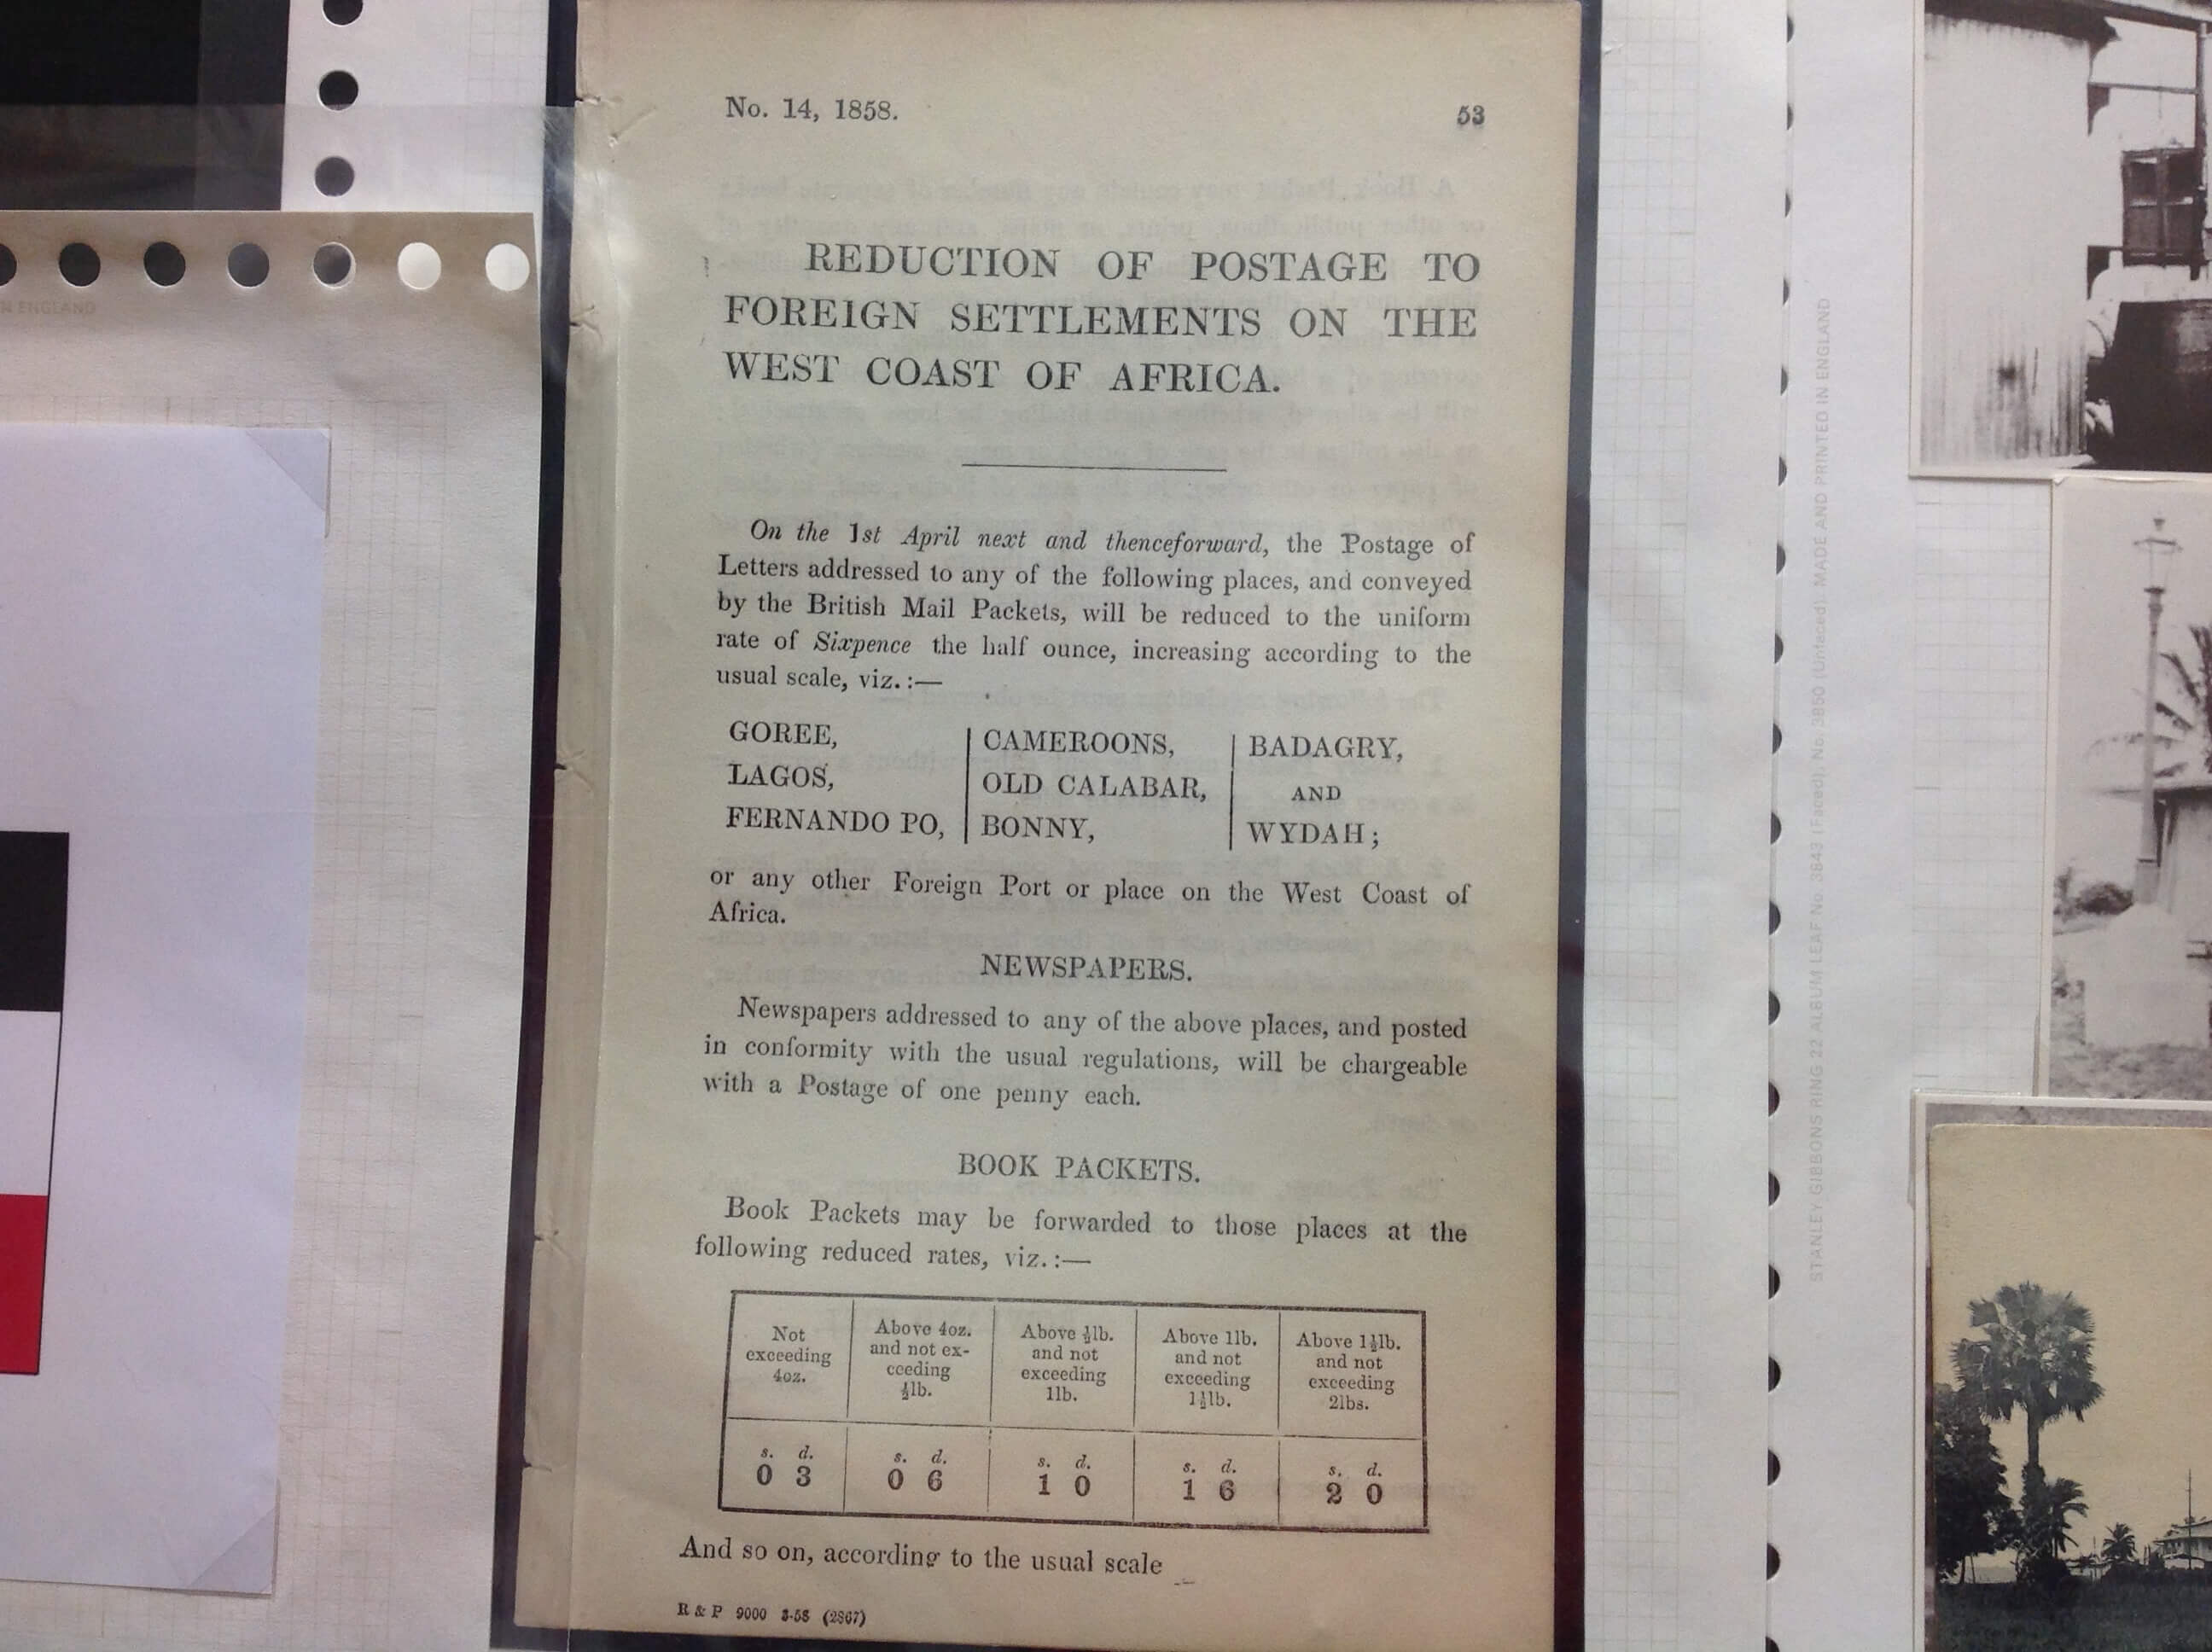 No. 14, 1858.
53
REDUCTION OF POSTAGE TO
FOREIGN SETTLEMENTS ON THE
WEST COAST OF AFRICA.
On the 1st April next and thenceforward, the Postage of
Letters addressed to any of the following places, and conveyed
by the British Mail Packets, will be reduced to the uniform
rate of Sixpence the half ounce, increasing according to the
usual scale, viz.:—
GOREE,
LAGOS,
FERNANDO PO,
CAMEROONS,
OLD CALABAR,
BONNY,
BADAGRY,
AND
WYDAH;
or any other Foreign Port or place on the West Coast of
Africa.
NEWSPAPERS.
Newspapers addressed to any of the above places, and posted
in conformity with the usual regulations, will be chargeable
with a Postage of one penny each.
BOOK PACKETS.
Book Packets may be forwarded to those places at the
following reduced rates, viz.:—
Not
exceeding
4oz.
Above 4oz.
and not ex-
ceeding
½lb.
Above ½lb.
and not
exceeding
1lb.
Above 1lb.
and not
exceeding
1½lb.
Above 1½lb.
and not
exceeding
2lbs.
s. d.
0 3
s. d.
0 6
s. d.
1 0
s. d.
1 6
s. d.
2 0
And so on, according to the usual scale
R & P 9000 3-58 (2867)
N ENGLAND
STANLEY GIBBONS RING 22 ALBUM LEAF No. 3843 (Faced), No. 3850 (Unfaced). MADE AND PRINTED IN ENGLAND